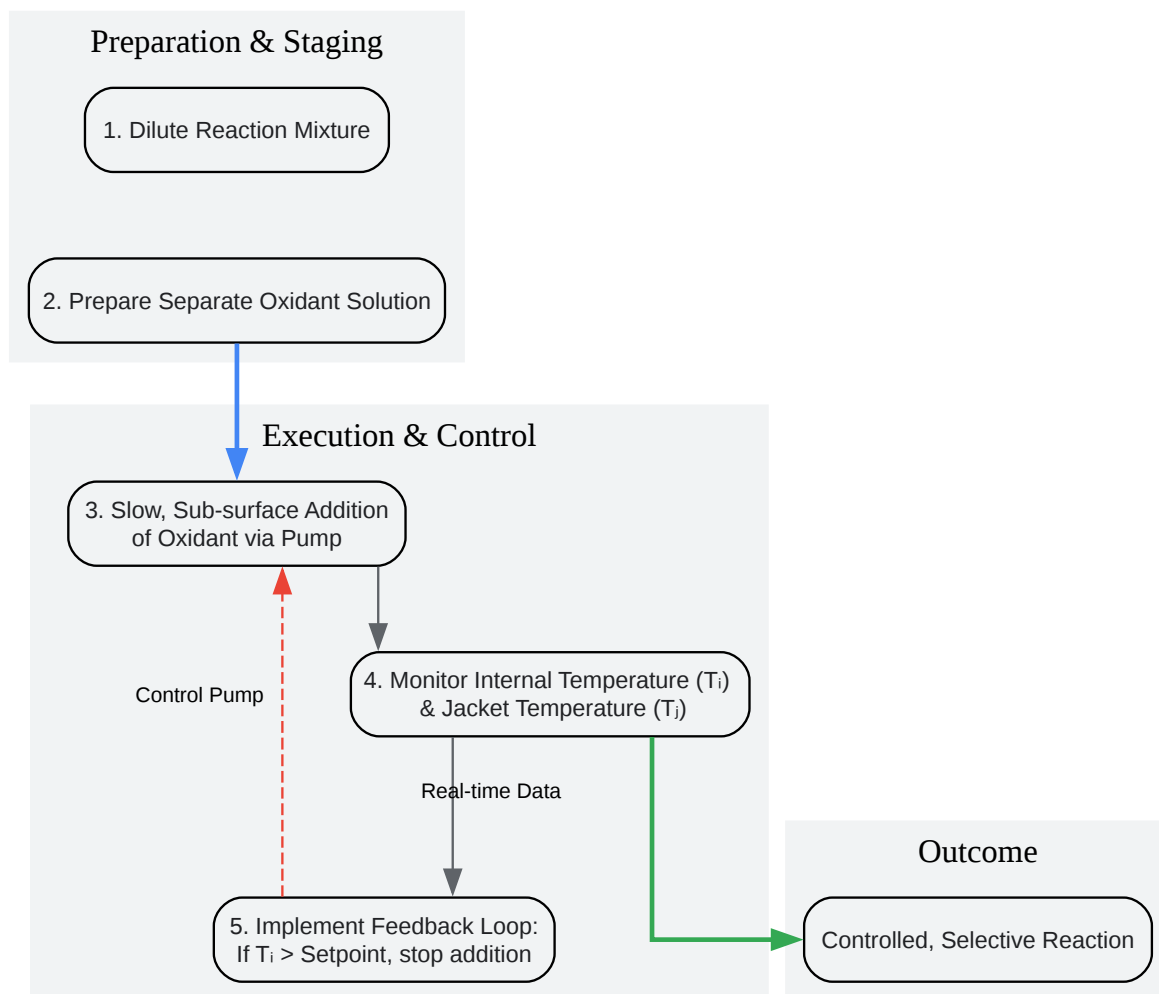 Preparation & Staging
1. Dilute Reaction Mixture
2. Prepare Separate Oxidant Solution
Execution & Control
3. Slow, Sub-surface Addition
of Oxidant via Pump
4. Monitor Internal Temperature (Tᵢ)
& Jacket Temperature (Tⱼ)
Control Pump
Real-time Data
5. Implement Feedback Loop:
If Tᵢ > Setpoint, stop addition
Outcome
Controlled, Selective Reaction